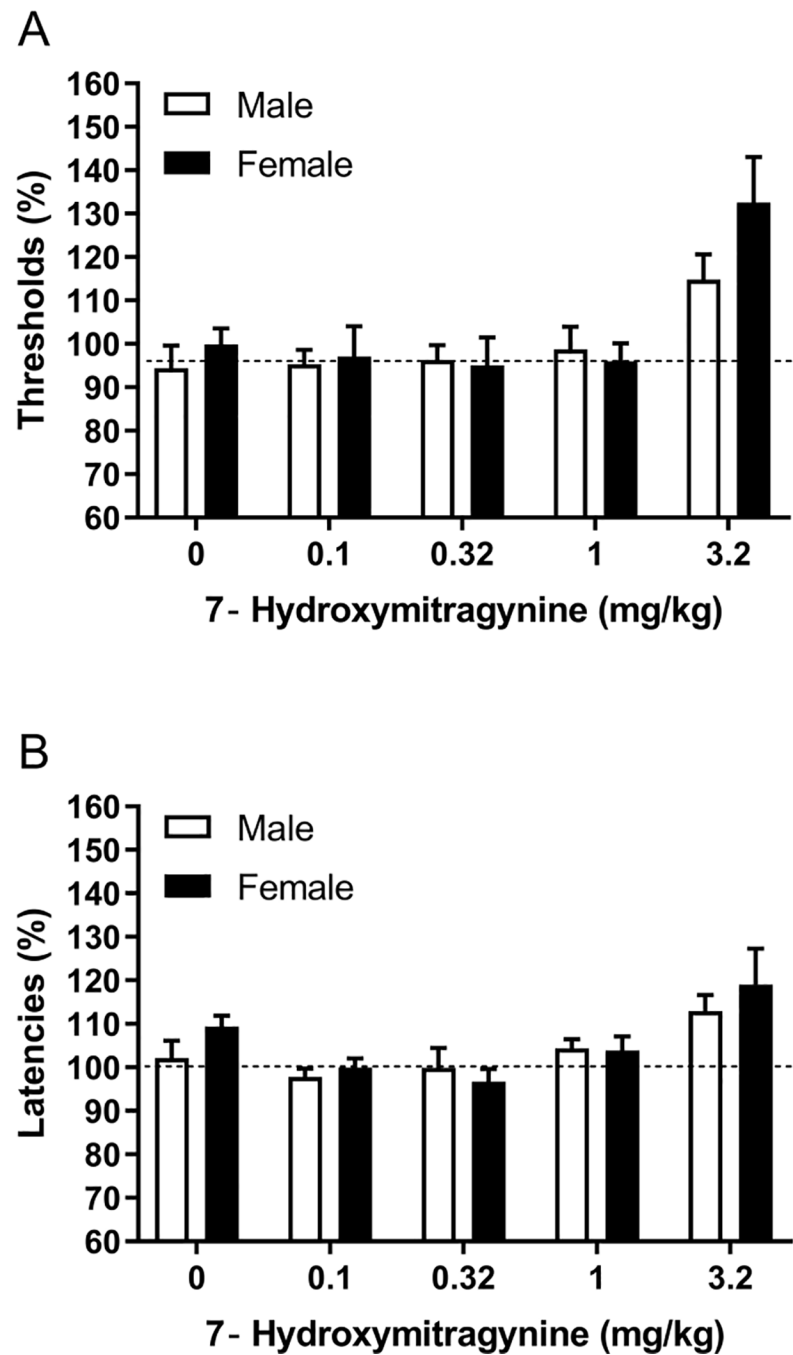 A
160
150
140
130
120
110
100
90
80
70
60
Thresholds (%)
Male
Female
0 0.1 0.32 1 3.2
7- Hydroxymitragynine (mg/kg)
B
160
150
140
130
120
110
100
90
80
70
60
Latencies (%)
Male
Female
0 0.1 0.32 1 3.2
7- Hydroxymitragynine (mg/kg)